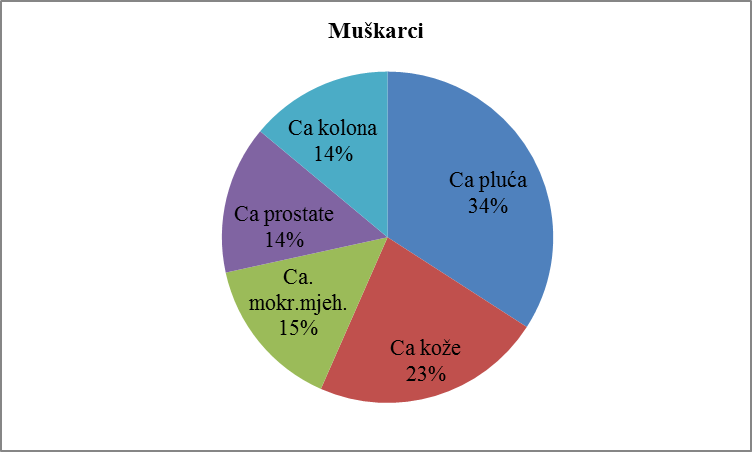 Muškarci
Ca kolona
14%
Ca pluća
34%
Ca prostate
14%
Ca.
mokr.mjeh.
15%
Ca kože
23%